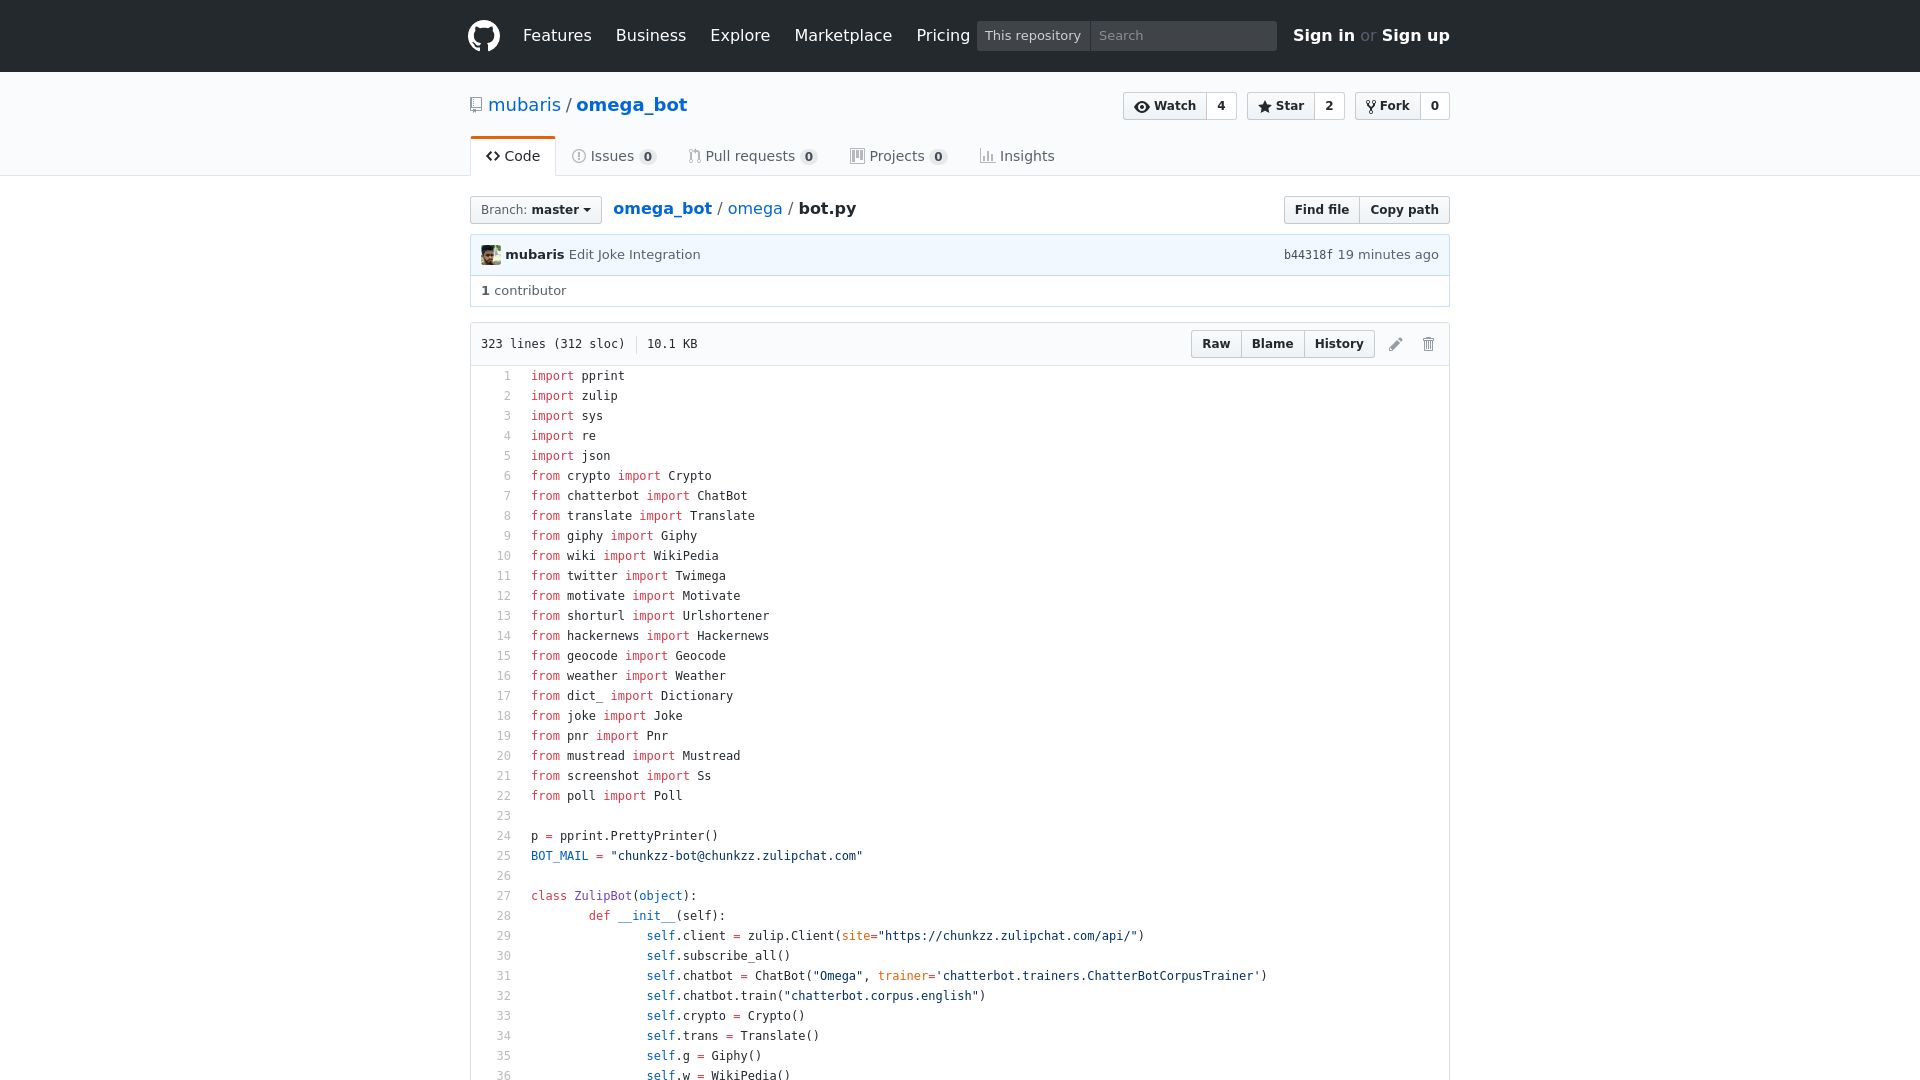 Features Business Explore Marketplace Pricing This repository Search Sign in or Sign up
mubaris / omega_bot Watch 4 Star 2 Fork 0
Code Issues 0 Pull requests 0 Projects 0 Insights
Branch: master omega_bot / omega / bot.py Find file Copy path
mubaris Edit Joke Integration b44318f 19 minutes ago
1 contributor
323 lines (312 sloc) 10.1 KB Raw Blame History
1 import pprint
2 import zulip
3 import sys
4 import re
5 import json
6 from crypto import Crypto
7 from chatterbot import ChatBot
8 from translate import Translate
9 from giphy import Giphy
10 from wiki import WikiPedia
11 from twitter import Twimega
12 from motivate import Motivate
13 from shorturl import Urlshortener
14 from hackernews import Hackernews
15 from geocode import Geocode
16 from weather import Weather
17 from dict_ import Dictionary
18 from joke import Joke
19 from pnr import Pnr
20 from mustread import Mustread
21 from screenshot import Ss
22 from poll import Poll
23
24 p = pprint.PrettyPrinter()
25 BOT_MAIL = "chunkzz-bot@chunkzz.zulipchat.com"
26
27 class ZulipBot(object):
28 def __init__(self):
29 self.client = zulip.Client(site="https://chunkzz.zulipchat.com/api/")
30 self.subscribe_all()
31 self.chatbot = ChatBot("Omega", trainer='chatterbot.trainers.ChatterBotCorpusTrainer')
32 self.chatbot.train("chatterbot.corpus.english")
33 self.crypto = Crypto()
34 self.trans = Translate()
35 self.g = Giphy()
36 self.w = WikiPedia()